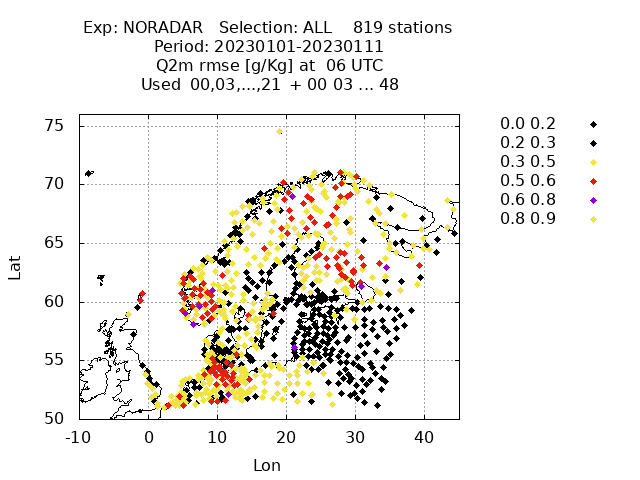 Exp: NORADAR   Selection: ALL    819 stations
Period: 20230101-20230111
Q2m rmse [g/Kg] at  06 UTC
Used  00,03,...,21  + 00 03 ... 48
75
70
65
60
55
50
Lat
-10 0 10 20 30 40
Lon
0.0 0.2
0.2 0.3
0.3 0.5
0.5 0.6
0.6 0.8
0.8 0.9